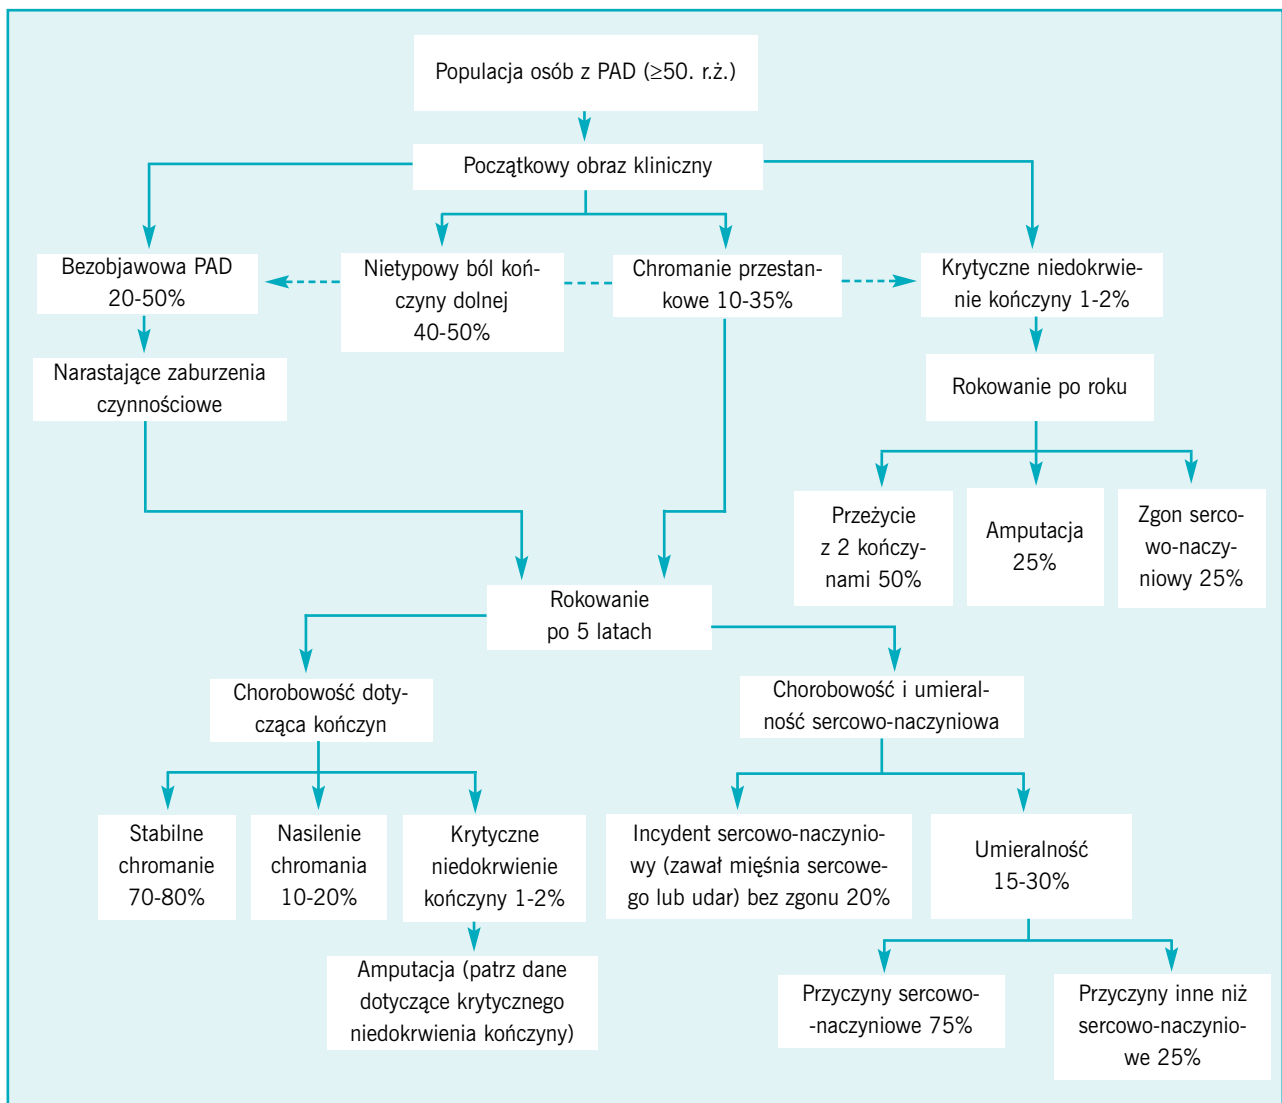 Populacja osób z PAD (≥50. r.ż.)
Początkowy obraz kliniczny
Bezobjawowa PAD
20-50%
Nietypowy ból koń-
czyny dolnej
40-50%
Chromanie przestan-
kowe 10-35%
Krytyczne niedokrwie-
nie kończyny 1-2%
Narastające zaburzenia
czynnościowe
Rokowanie po roku
Przeżycie
z 2 kończy-
nami 50%
Amputacja
25%
Zgon serco-
wo-naczy-
niowy 25%
Rokowanie
po 5 latach
Chorobowość doty-
cząca kończyn
Chorobowość i umieral-
ność sercowo-naczyniowa
Stabilne
chromanie
70-80%
Nasilenie
chromania
10-20%
Krytyczne
niedokrwienie
kończyny 1-2%
Incydent sercowo-naczynio-
wy (zawał mięśnia sercowe-
go lub udar) bez zgonu 20%
Umieralność
15-30%
Amputacja (patrz dane
dotyczące krytycznego
niedokrwienia kończyny)
Przyczyny sercowo-
-naczyniowe 75%
Przyczyny inne niż
sercowo-naczynio-
we 25%